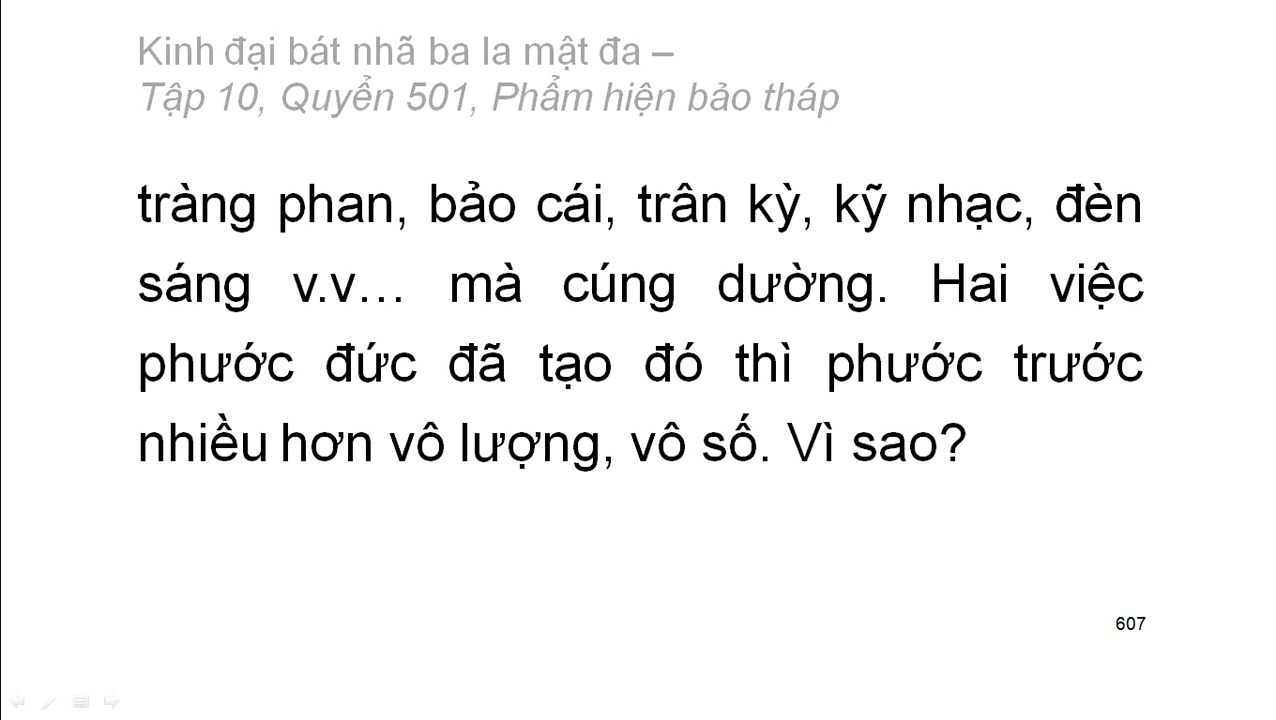 Kinh đại bát nhã ba la mật đa –
Tập 10, Quyển 501, Phẩm hiện bảo tháp
tràng phan, bảo cái, trân kỳ, kỹ nhạc, đèn
sáng v.v… mà cúng dường. Hai việc
phước đức đã tạo đó thì phước trước
nhiều hơn vô lượng, vô số. Vì sao?
607